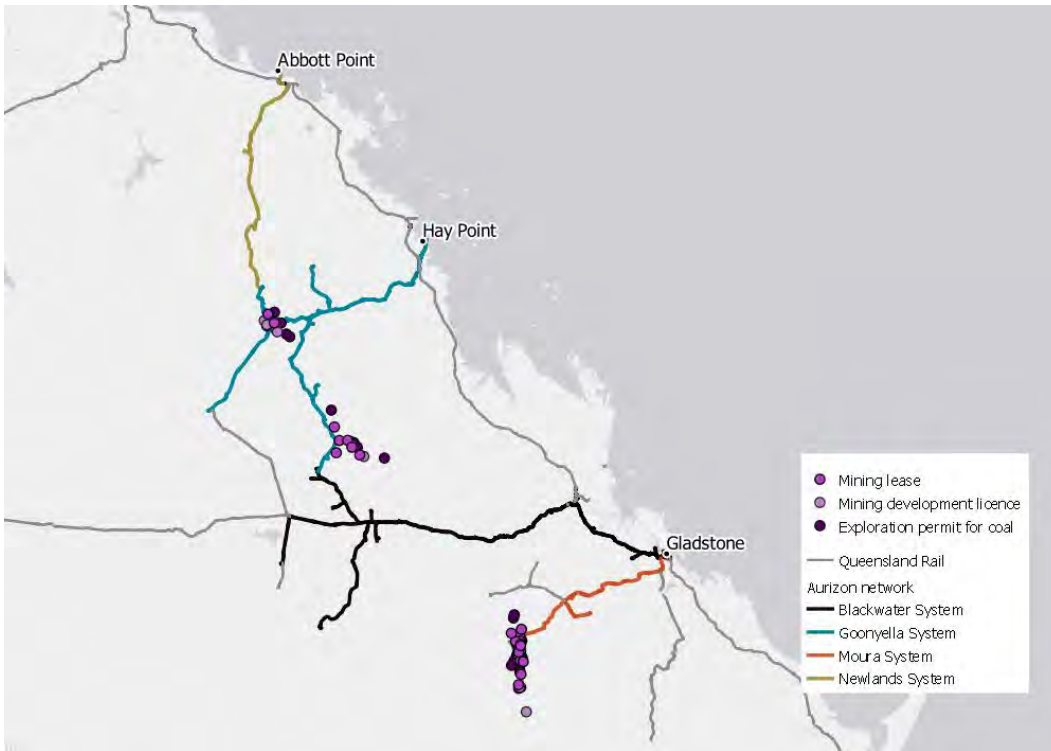 Abbott Point
Hay Point
Gladstone
Mining lease
Mining development licence
Exploration permit for coal
Queensland Rail
Aurizon network
Blackwater System
Goonyella System
Moura System
Newlands System